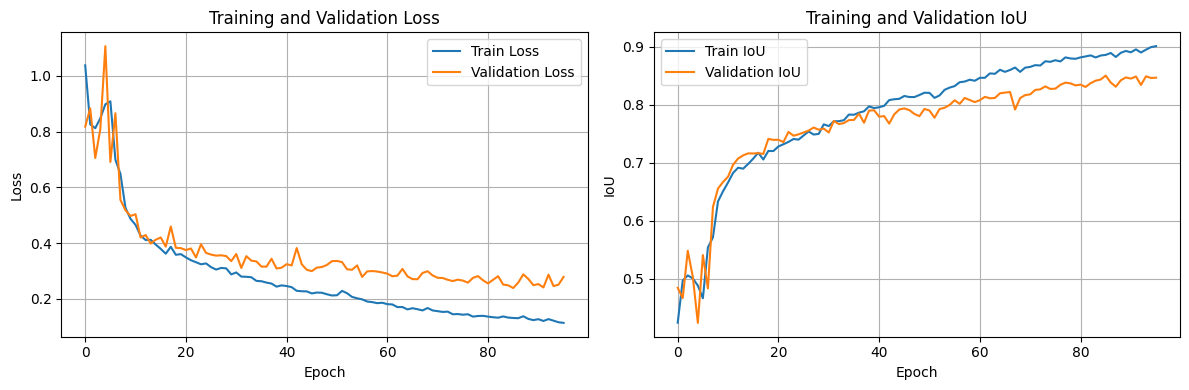 Training and Validation Loss
Train Loss
Validation Loss
Loss
1.0
0.8
0.6
0.4
0.2
0 20 40 60 80
Epoch
Training and Validation IoU
Train IoU
Validation IoU
IoU
0.9
0.8
0.7
0.6
0.5
0 20 40 60 80
Epoch